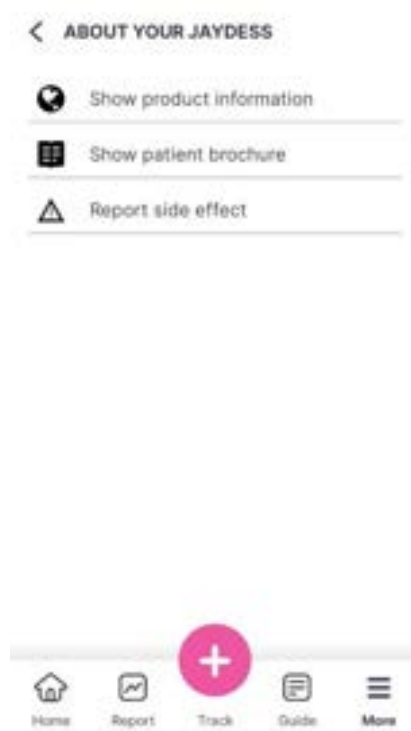 ABOUT YOUR JAYDESS
Show product information
Show patient brochure
Report side effect
Home Report Track Guide More